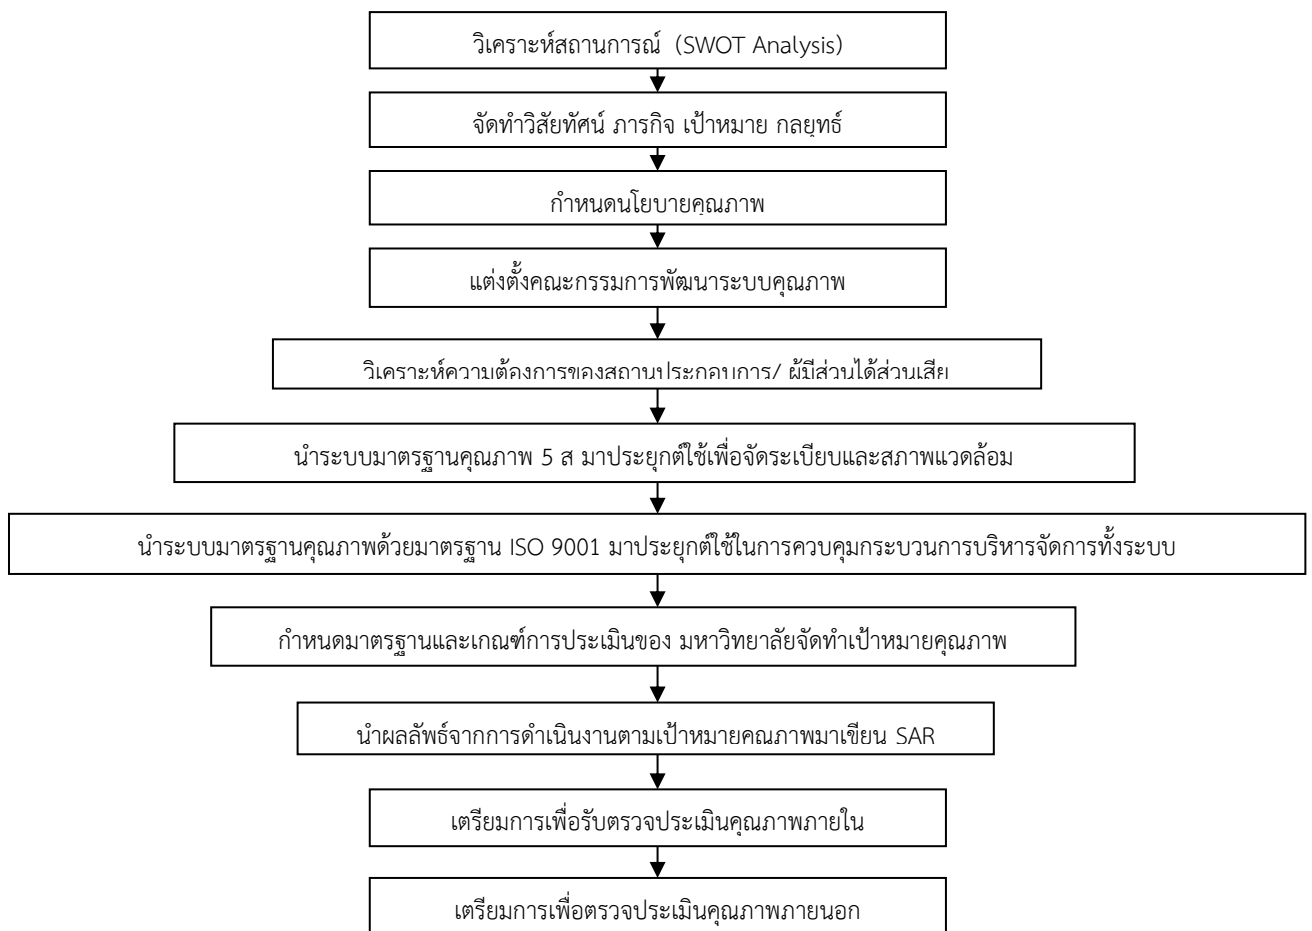 วิเคราะห์สถานการณ์ (SWOT Analysis)
จัดทำวิสัยทัศน์ ภารกิจ เป้าหมาย กลยุทธ์
กำหนดนโยบายคุณภาพ
แต่งตั้งคณะกรรมการพัฒนาระบบคุณภาพ
วิเคราะห์ความต้องการของสถานประกอบการ/ ผู้มีส่วนได้ส่วนเสีย
นำระบบมาตรฐานคุณภาพ 5 ส มาประยุกต์ใช้เพื่อจัดระเบียบและสภาพแวดล้อม
นำระบบมาตรฐานคุณภาพด้วยมาตรฐาน ISO 9001 มาประยุกต์ใช้ในการควบคุมกระบวนการบริหารจัดการทั้งระบบ
กำหนดมาตรฐานและเกณฑ์การประเมินของ มหาวิทยาลัยจัดทำเป้าหมายคุณภาพ
นำผลลัพธ์จากการดำเนินงานตามเป้าหมายคุณภาพมาเขียน SAR
เตรียมการเพื่อรับตรวจประเมินคุณภาพภายใน
เตรียมการเพื่อตรวจประเมินคุณภาพภายนอก